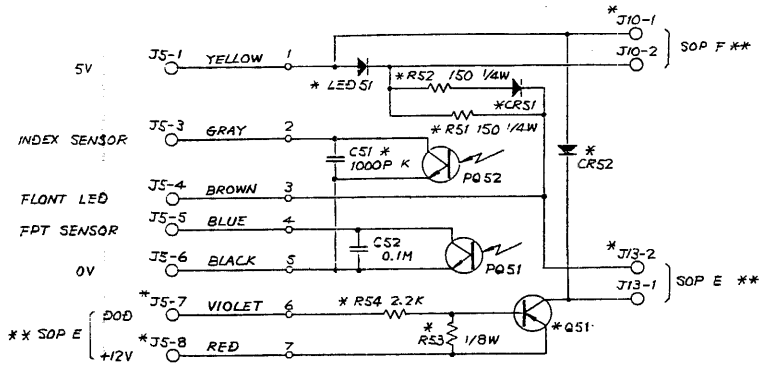 * J10-1
J10-2
SOP F **
5V
J5-1 YELLOW 1
* LED51
* R52 150 1/4W
* CR51
* R51 150 1/4W
INDEX SENSOR
J5-3 GRAY 2
C51 *
1000P K
PQ52
* CR52
FLONT LED
J5-4 BROWN 3
FPT SENSOR
J5-5 BLUE 4
C52
0.1M
PQ51
0V
J5-6 BLACK 5
* J13-2
J13-1
SOP E **
DOD
* J5-7 VIOLET 6
* R54 2.2K
* Q51
** SOP E
* R53 1/8W
+12V
* J5-8 RED 7